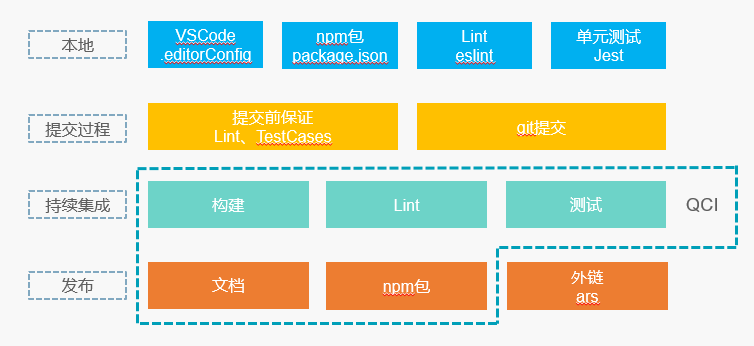 本地
VSCode
.editorConfig
npm包
package.json
Lint
eslint
单元测试
Jest
提交过程
提交前保证
Lint、TestCases
git提交
持续集成
构建
Lint
测试
QCI
发布
文档
npm包
外链
ars